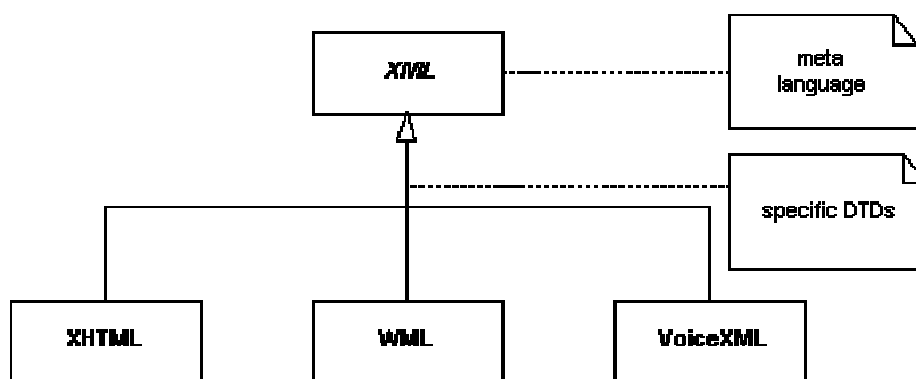 XML
meta
language
specific DTDs
XHTML
WML
VoiceXML